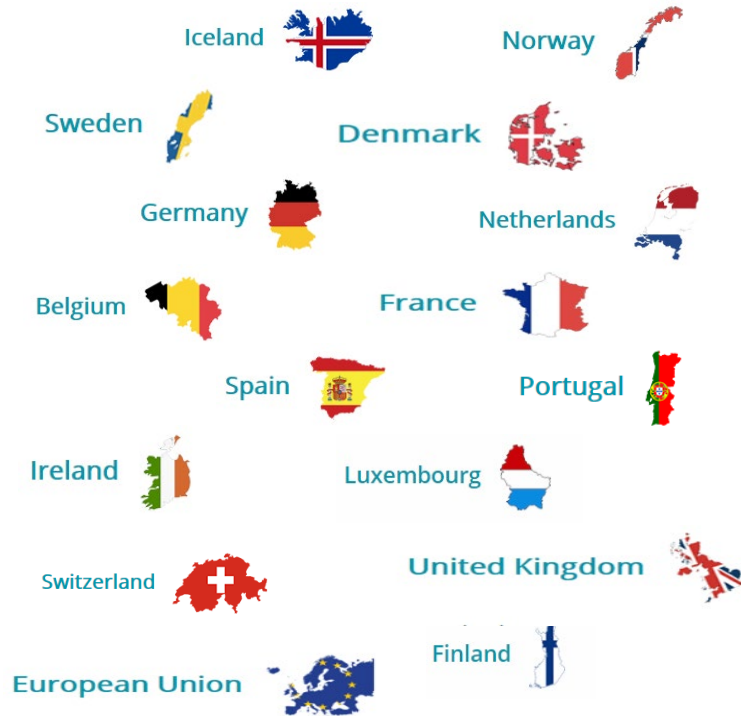 Iceland
Norway
Sweden
Denmark
Germany
Netherlands
Belgium
France
Spain
Portugal
Ireland
Luxembourg
Switzerland
United Kingdom
Finland
European Union